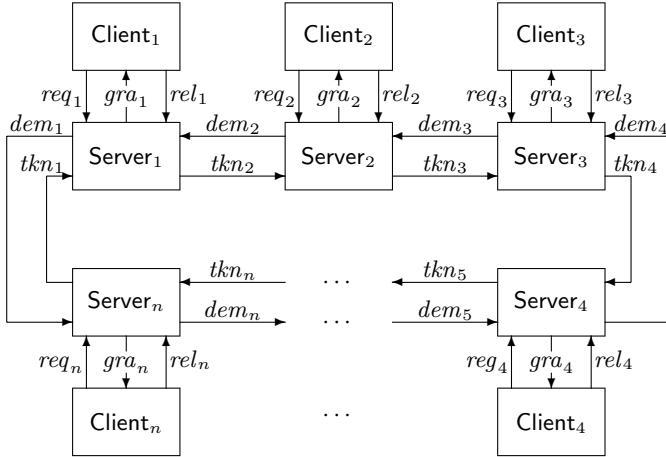 Client₁ Client₂ Client₃
req₁ gra₁ rel₁ req₂ gra₂ rel₂ req₃ gra₃ rel₃
dem₁ dem₂ dem₃ dem₄
Server₁ Server₂ Server₃
tkn₁ tkn₂ tkn₃ tkn₄
tknₙ ... tkn₅
Serverₙ Server₄
demₙ ... dem₅
reqₙ graₙ relₙ reg₄ gra₄ rel₄
Clientₙ ... Client₄